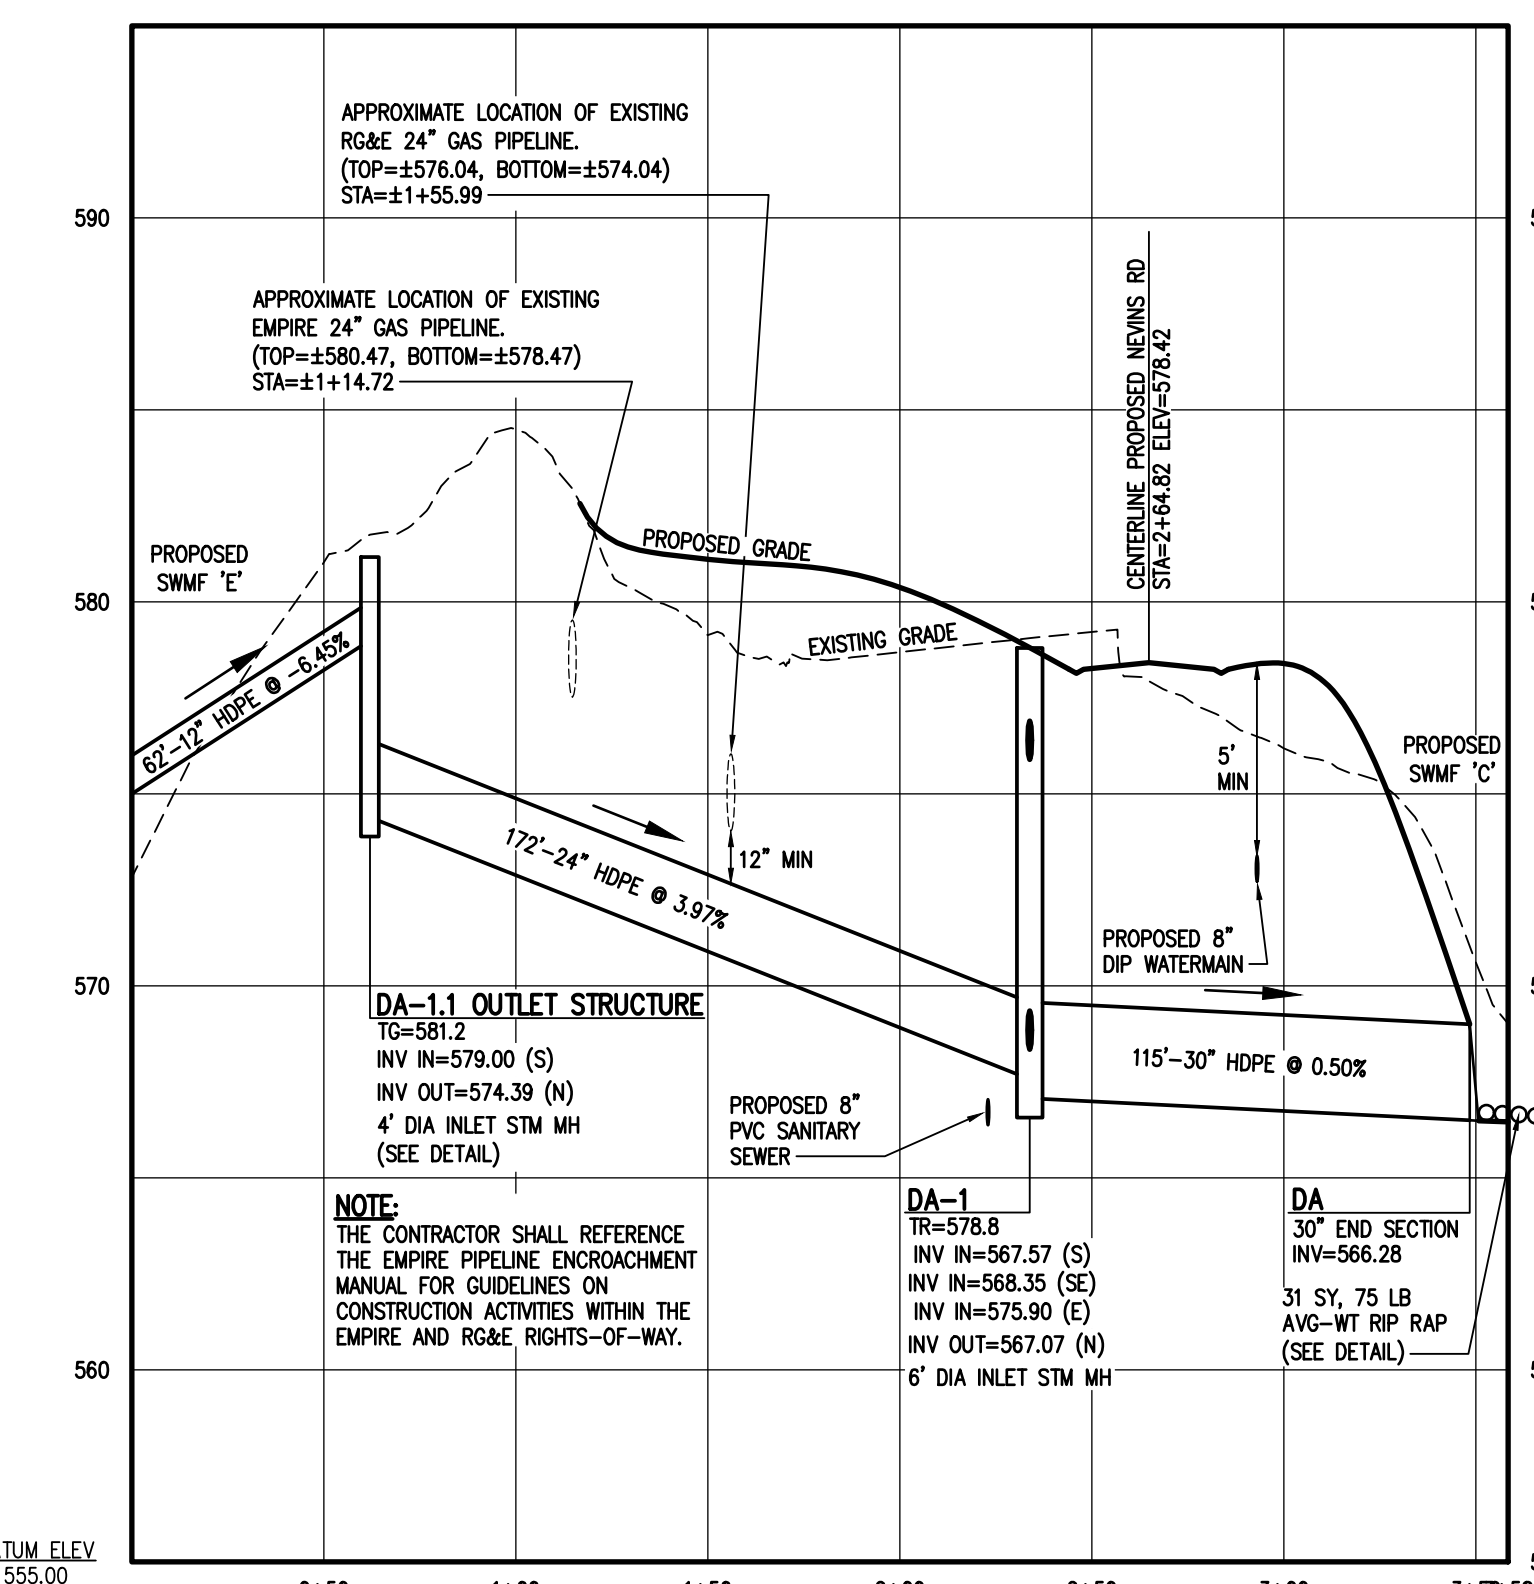 APPROXIMATE LOCATION OF EXISTING
RG&E 24" GAS PIPELINE.
(TOP=±576.04, BOTTOM=±574.04)
STA=±1+55.99
590
APPROXIMATE LOCATION OF EXISTING
EMPIRE 24" GAS PIPELINE.
(TOP=±580.47, BOTTOM=±578.47)
STA=±1+14.72
CENTERLINE PROPOSED NEVINS RD
STA=2+64.82 ELEV=578.42
PROPOSED
SWMF 'E'
PROPOSED GRADE
580
EXISTING GRADE
62'-12" HDPE @ -6.45%
5'
MIN
PROPOSED
SWMF 'C'
12" MIN
172'-24" HDPE @ 3.97%
PROPOSED 8"
DIP WATERMAIN
570
DA-1.1 OUTLET STRUCTURE
TG=581.2
INV IN=579.00 (S)
INV OUT=574.39 (N)
4' DIA INLET STM MH
(SEE DETAIL)
115'-30" HDPE @ 0.50%
PROPOSED 8"
PVC SANITARY
SEWER
NOTE:
THE CONTRACTOR SHALL REFERENCE
THE EMPIRE PIPELINE ENCROACHMENT
MANUAL FOR GUIDELINES ON
CONSTRUCTION ACTIVITIES WITHIN THE
EMPIRE AND RG&E RIGHTS-OF-WAY.
DA-1
TR=578.8
INV IN=567.57 (S)
INV IN=568.35 (SE)
INV IN=575.90 (E)
INV OUT=567.07 (N)
6' DIA INLET STM MH
DA
30" END SECTION
INV=566.28
31 SY, 75 LB
AVG-WT RIP RAP
(SEE DETAIL)
560
TUM ELEV
555.00